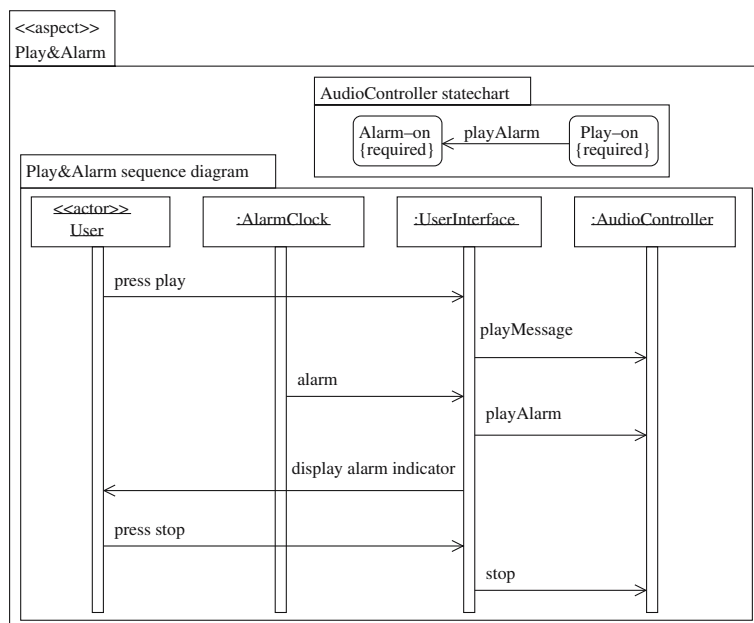 <<aspect>>
Play&Alarm
AudioController statechart
Alarm–on
{required}
playAlarm
Play–on
{required}
Play&Alarm sequence diagram
<<actor>>
User
:AlarmClock
:UserInterface
:AudioController
press play
playMessage
alarm
playAlarm
display alarm indicator
press stop
stop